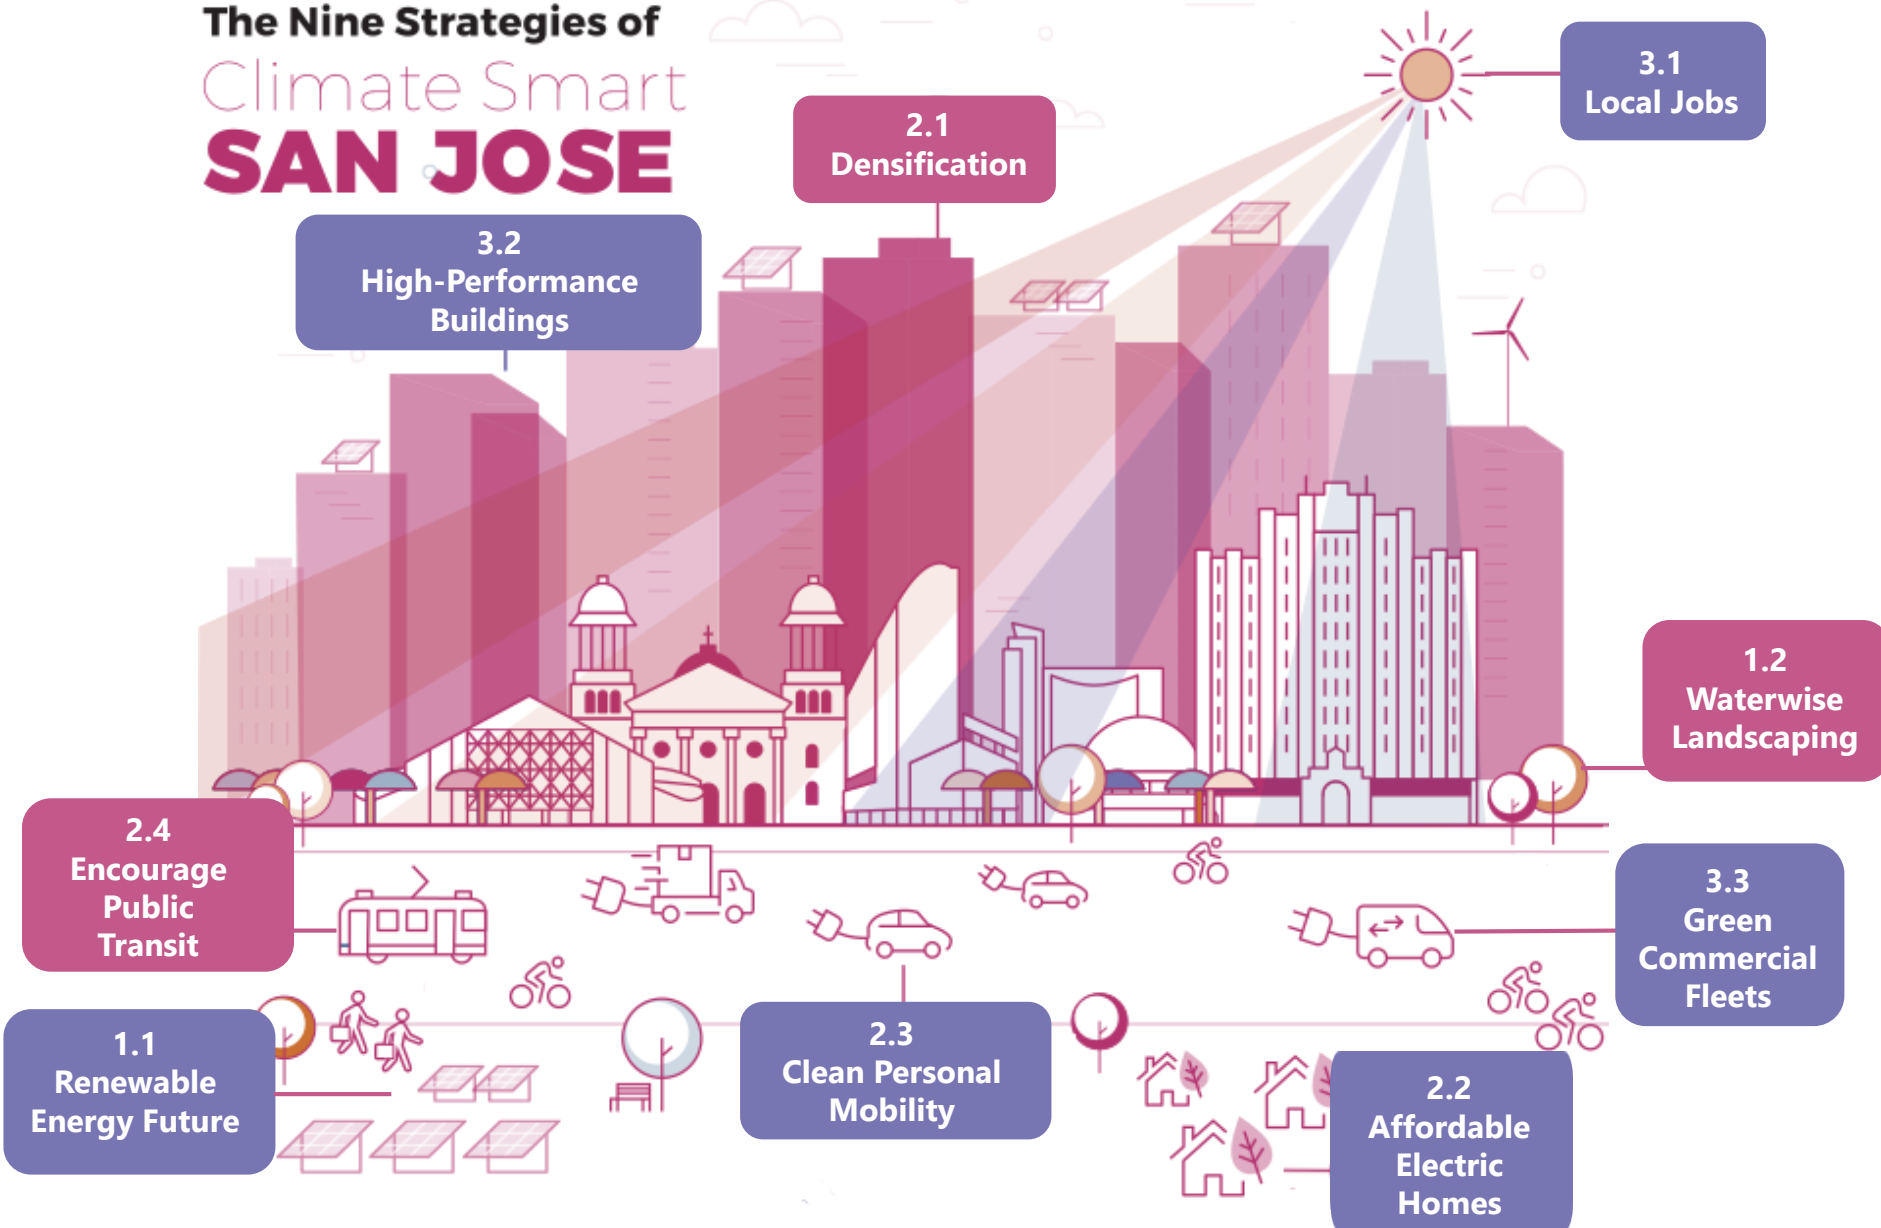 The Nine Strategies of
Climate Smart
SAN JOSE
3.1
Local Jobs
2.1
Densification
3.2
High-Performance
Buildings
1.2
Waterwise
Landscaping
2.4
Encourage
Public
Transit
3.3
Green
Commercial
Fleets
1.1
Renewable
Energy Future
2.3
Clean Personal
Mobility
2.2
Affordable
Electric
Homes